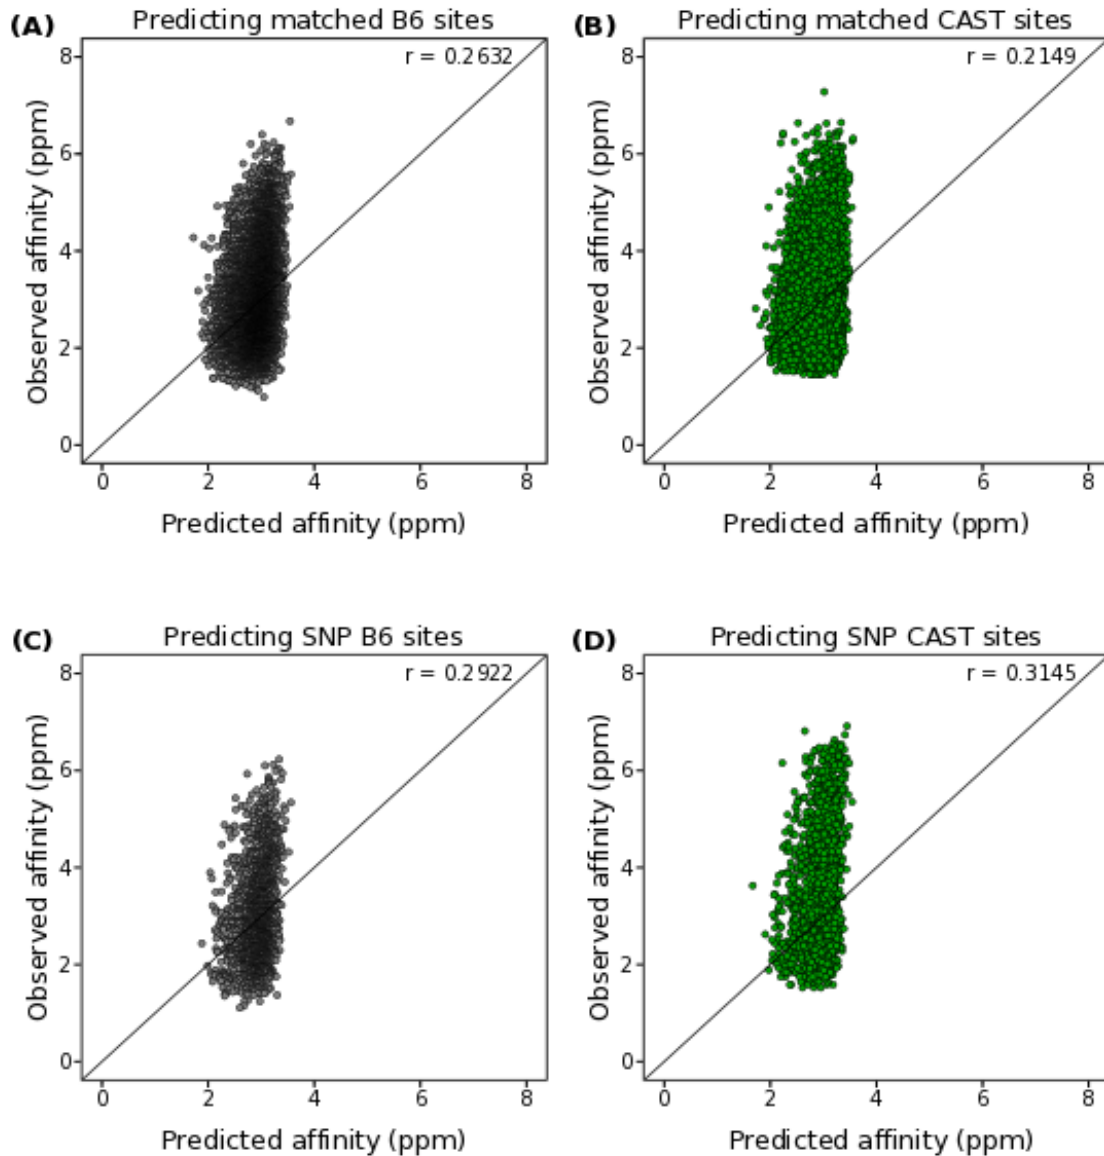 (A) Predicting matched B6 sites
r = 0.2632
8
6
4
2
0
Observed affinity (ppm)
0 2 4 6 8
Predicted affinity (ppm)
(B) Predicting matched CAST sites
r = 0.2149
8
6
4
2
0
Observed affinity (ppm)
0 2 4 6 8
Predicted affinity (ppm)
(C) Predicting SNP B6 sites
r = 0.2922
8
6
4
2
0
Observed affinity (ppm)
0 2 4 6 8
Predicted affinity (ppm)
(D) Predicting SNP CAST sites
r = 0.3145
8
6
4
2
0
Observed affinity (ppm)
0 2 4 6 8
Predicted affinity (ppm)